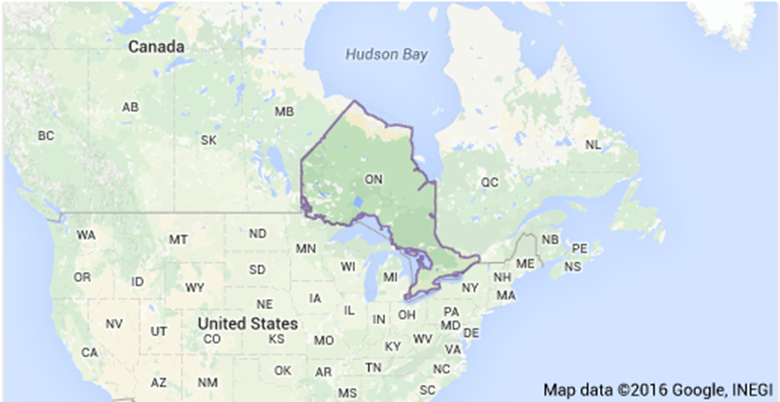 Canada
Hudson Bay
AB
MB
BC
SK
NL
ON
QC
WA
MT
ND
MN
NB
PE
OR
ID
SD
WI
MI
ME
NS
WY
NH
NE
IA
NY
MA
NV
UT
United States
CO
KS
IL
IN
OH
PA
MD
DE
CA
MO
KY
WV
VA
AZ
NM
OK
AR
TN
NC
MS
SC
Map data ©2016 Google, INEGI